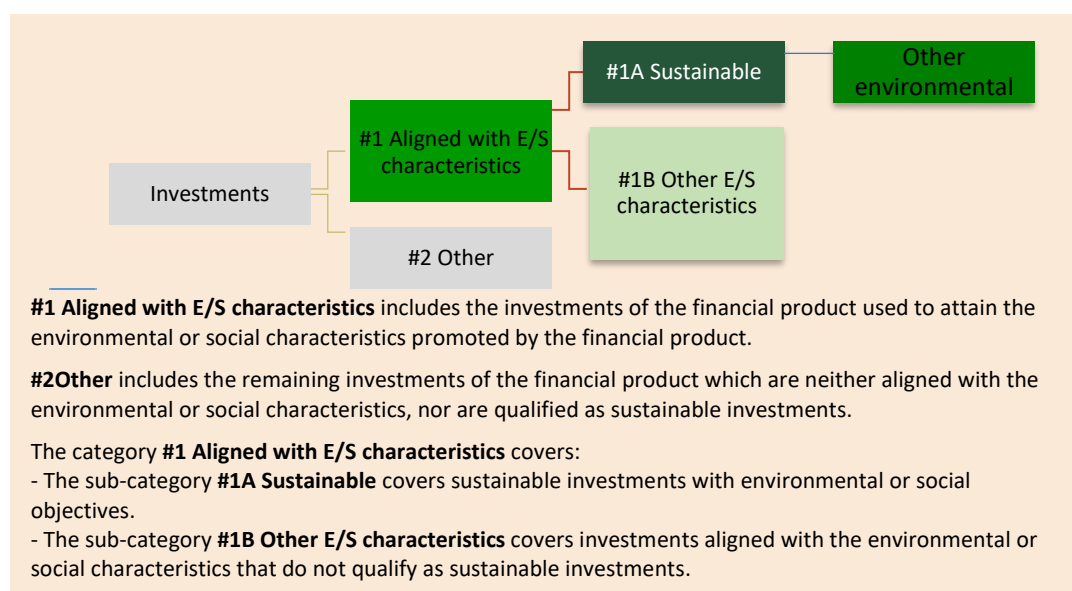 Other
environmental
#1A Sustainable
#1 Aligned with E/S
characteristics
#1B Other E/S
characteristics
Investments
#2 Other
#1 Aligned with E/S characteristics includes the investments of the financial product used to attain the
environmental or social characteristics promoted by the financial product.
#2Other includes the remaining investments of the financial product which are neither aligned with the
environmental or social characteristics, nor are qualified as sustainable investments.
The category #1 Aligned with E/S characteristics covers:
- The sub-category #1A Sustainable covers sustainable investments with environmental or social
objectives.
- The sub-category #1B Other E/S characteristics covers investments aligned with the environmental or
social characteristics that do not qualify as sustainable investments.